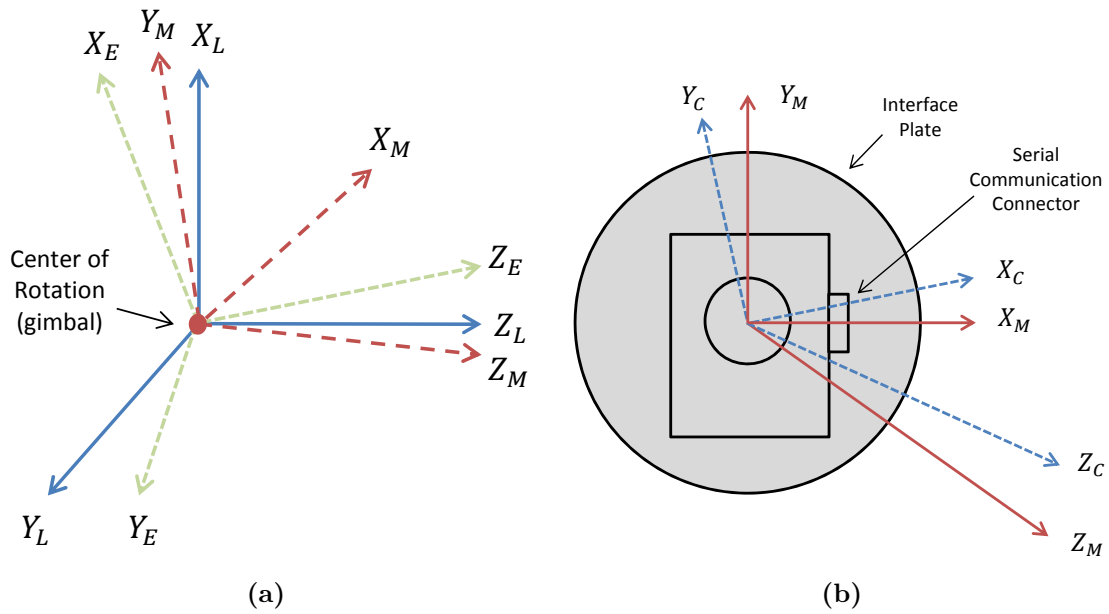 X_E
Y_M
X_L
X_M
Center of
Rotation
(gimbal)
Z_E
Z_L
Z_M
Y_L
Y_E
(a)
Y_C
Y_M
Interface
Plate
Serial
Communication
Connector
X_C
X_M
Z_C
Z_M
(b)